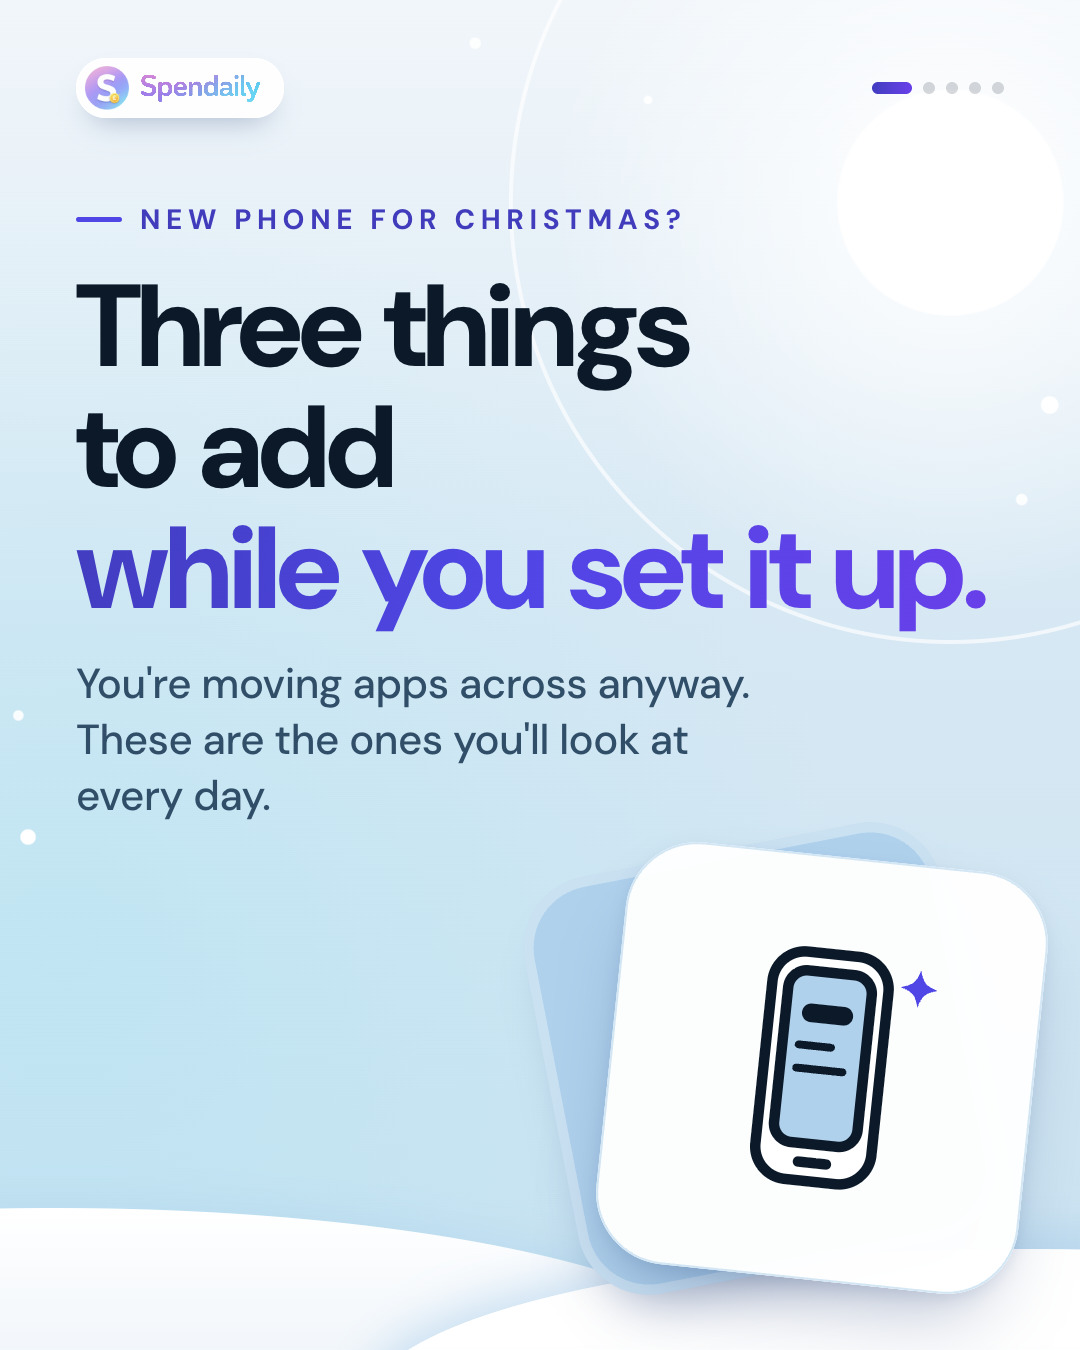 Spendaily
NEW PHONE FOR CHRISTMAS?
Three things
to add
while you set it up.
You're moving apps across anyway.
These are the ones you'll look at
every day.